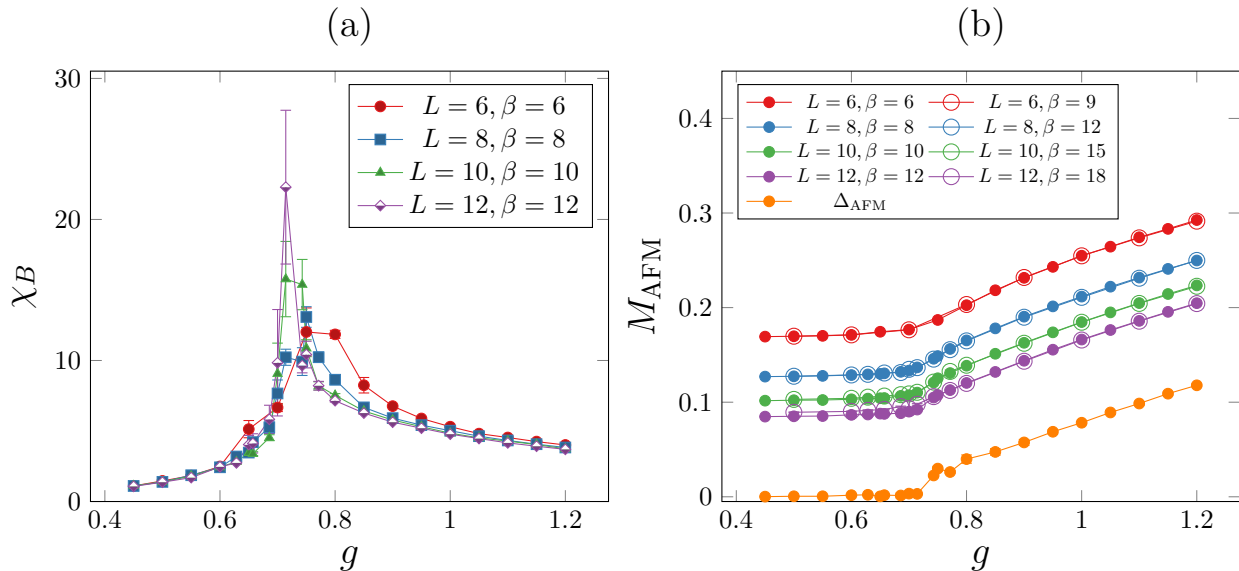 (a)
30
20
10
0
χ_B
0.4 0.6 0.8 1 1.2
g
L = 6, β = 6
L = 8, β = 8
L = 10, β = 10
L = 12, β = 12
(b)
0.4
0.3
0.2
0.1
0
M_AFM
0.4 0.6 0.8 1 1.2
g
L = 6, β = 6 L = 6, β = 9
L = 8, β = 8 L = 8, β = 12
L = 10, β = 10 L = 10, β = 15
L = 12, β = 12 L = 12, β = 18
Δ_AFM